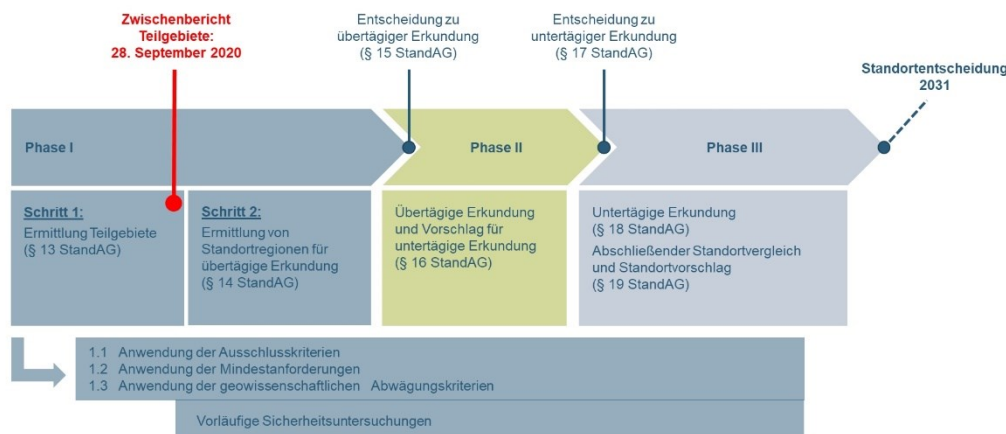 Zwischenbericht
Teilgebiete:
28. September 2020
Entscheidung zu
übertägiger Erkundung
(§ 15 StandAG)
Entscheidung zu
untertägiger Erkundung
(§ 17 StandAG)
Standortentscheidung
2031
Phase I
Phase II
Phase III
Schritt 1:
Ermittlung Teilgebiete
(§ 13 StandAG)
Schritt 2:
Ermittlung von
Standortregionen für
übertägige Erkundung
(§ 14 StandAG)
Übertägige Erkundung
und Vorschlag für
untertägige Erkundung
(§ 16 StandAG)
Untertägige Erkundung
(§ 18 StandAG)
Abschließender Standortvergleich
und Standortvorschlag
(§ 19 StandAG)
1.1 Anwendung der Ausschlusskriterien
1.2 Anwendung der Mindestanforderungen
1.3 Anwendung der geowissenschaftlichen Abwägungskriterien
Vorläufige Sicherheitsuntersuchungen